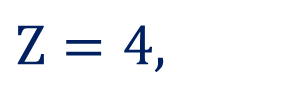 Z = 4,